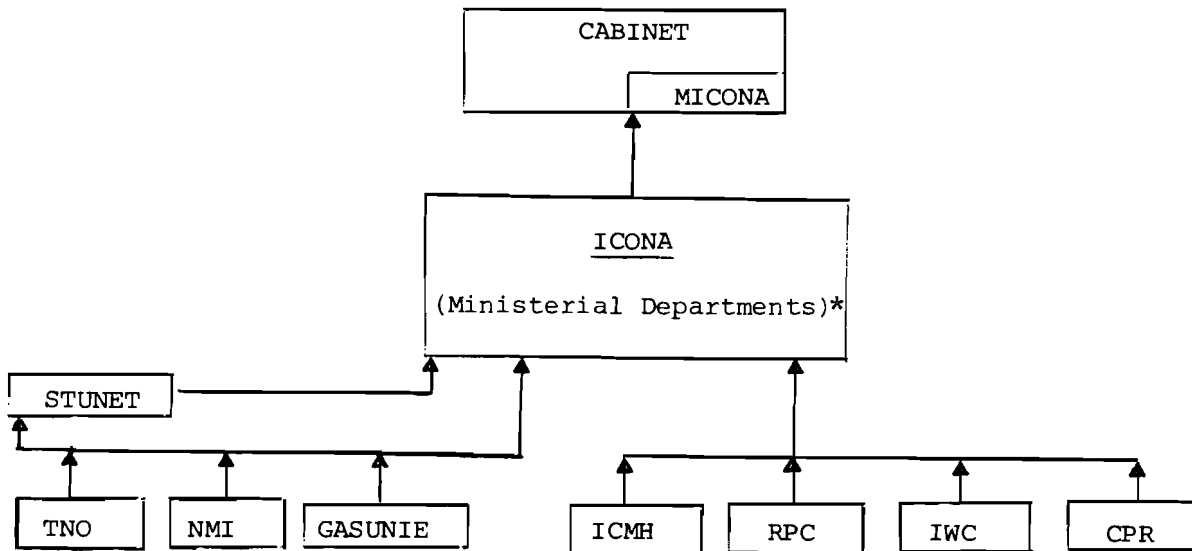 CABINET
MICONA
ICONA
(Ministerial Departments)*
STUNET
TNO NMI GASUNIE ICMH RPC IWC CPR